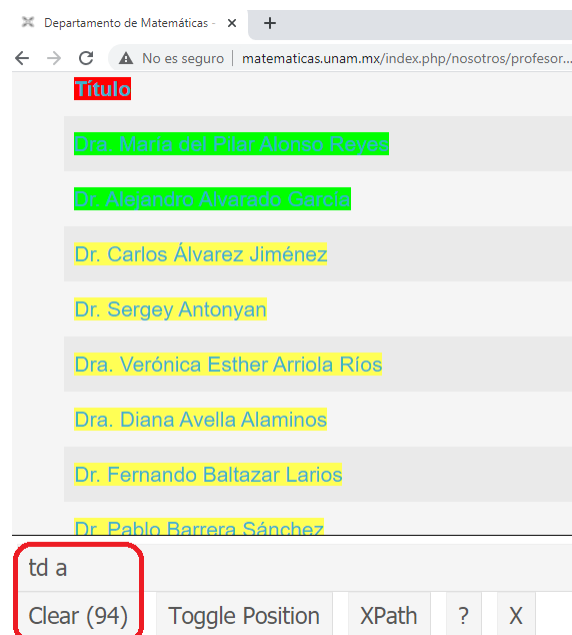 Departamento de Matemáticas -
No es seguro matematicas.unam.mx/index.php/nosotros/profesor...
Título
Dra. María del Pilar Alonso Reyes
Dr. Alejandro Alvarado García
Dr. Carlos Álvarez Jiménez
Dr. Sergey Antonyan
Dra. Verónica Esther Arriola Ríos
Dra. Diana Avella Alaminos
Dr. Fernando Baltazar Larios
Dr. Pablo Barrera Sánchez
td a
Clear (94) Toggle Position XPath ? X